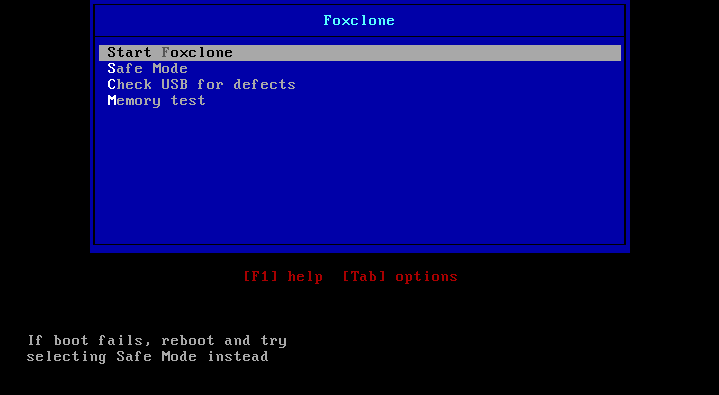 Foxclone
Start Foxclone
Safe Mode
Check USB for defects
Memory test
[F1] help [Tab] options
If boot fails, reboot and try
selecting Safe Mode instead